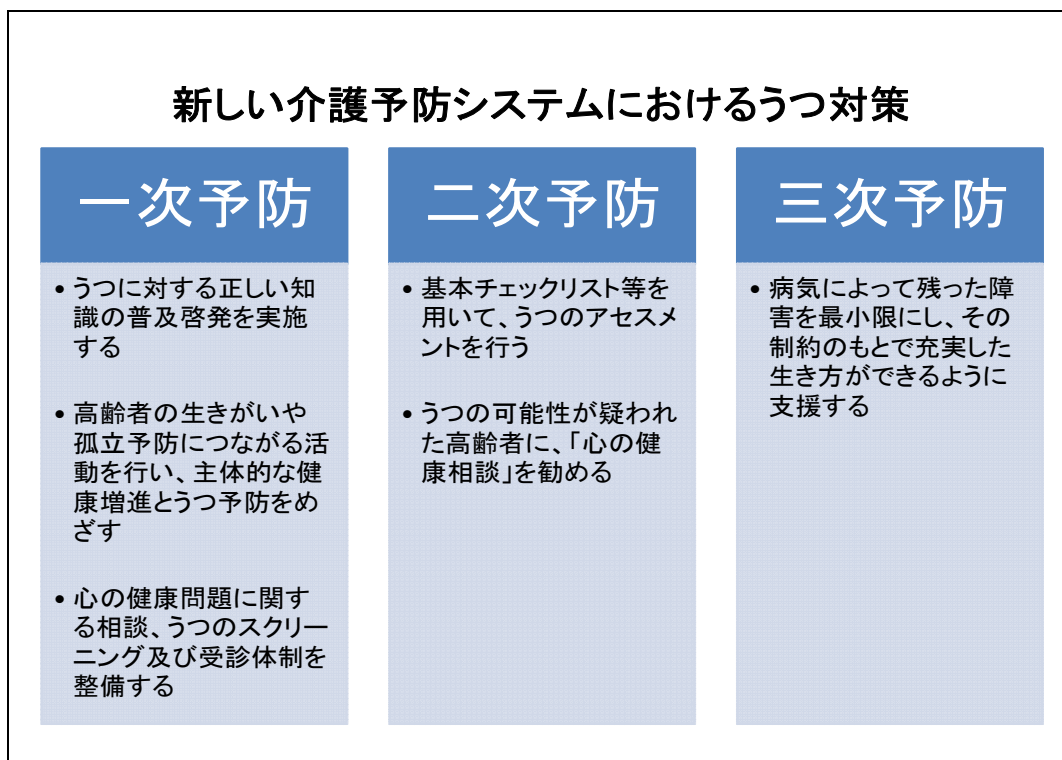 新しい介護予防システムにおけるうつ対策
一次予防
• うつに対する正しい知
識の普及啓発を実施
する
• 高齢者の生きがいや
孤立予防につながる活
動を行い、主体的な健
康増進とうつ予防をめ
ざす
• 心の健康問題に関す
る相談、うつのスクリー
ニング及び受診体制を
整備する
二次予防
• 基本チェックリスト等を
用いて、うつのアセスメ
ントを行う
• うつの可能性が疑われ
た高齢者に、「心の健
康相談」を勧める
三次予防
• 病気によって残った障
害を最小限にし、その
制約のもとで充実した
生き方ができるように
支援する